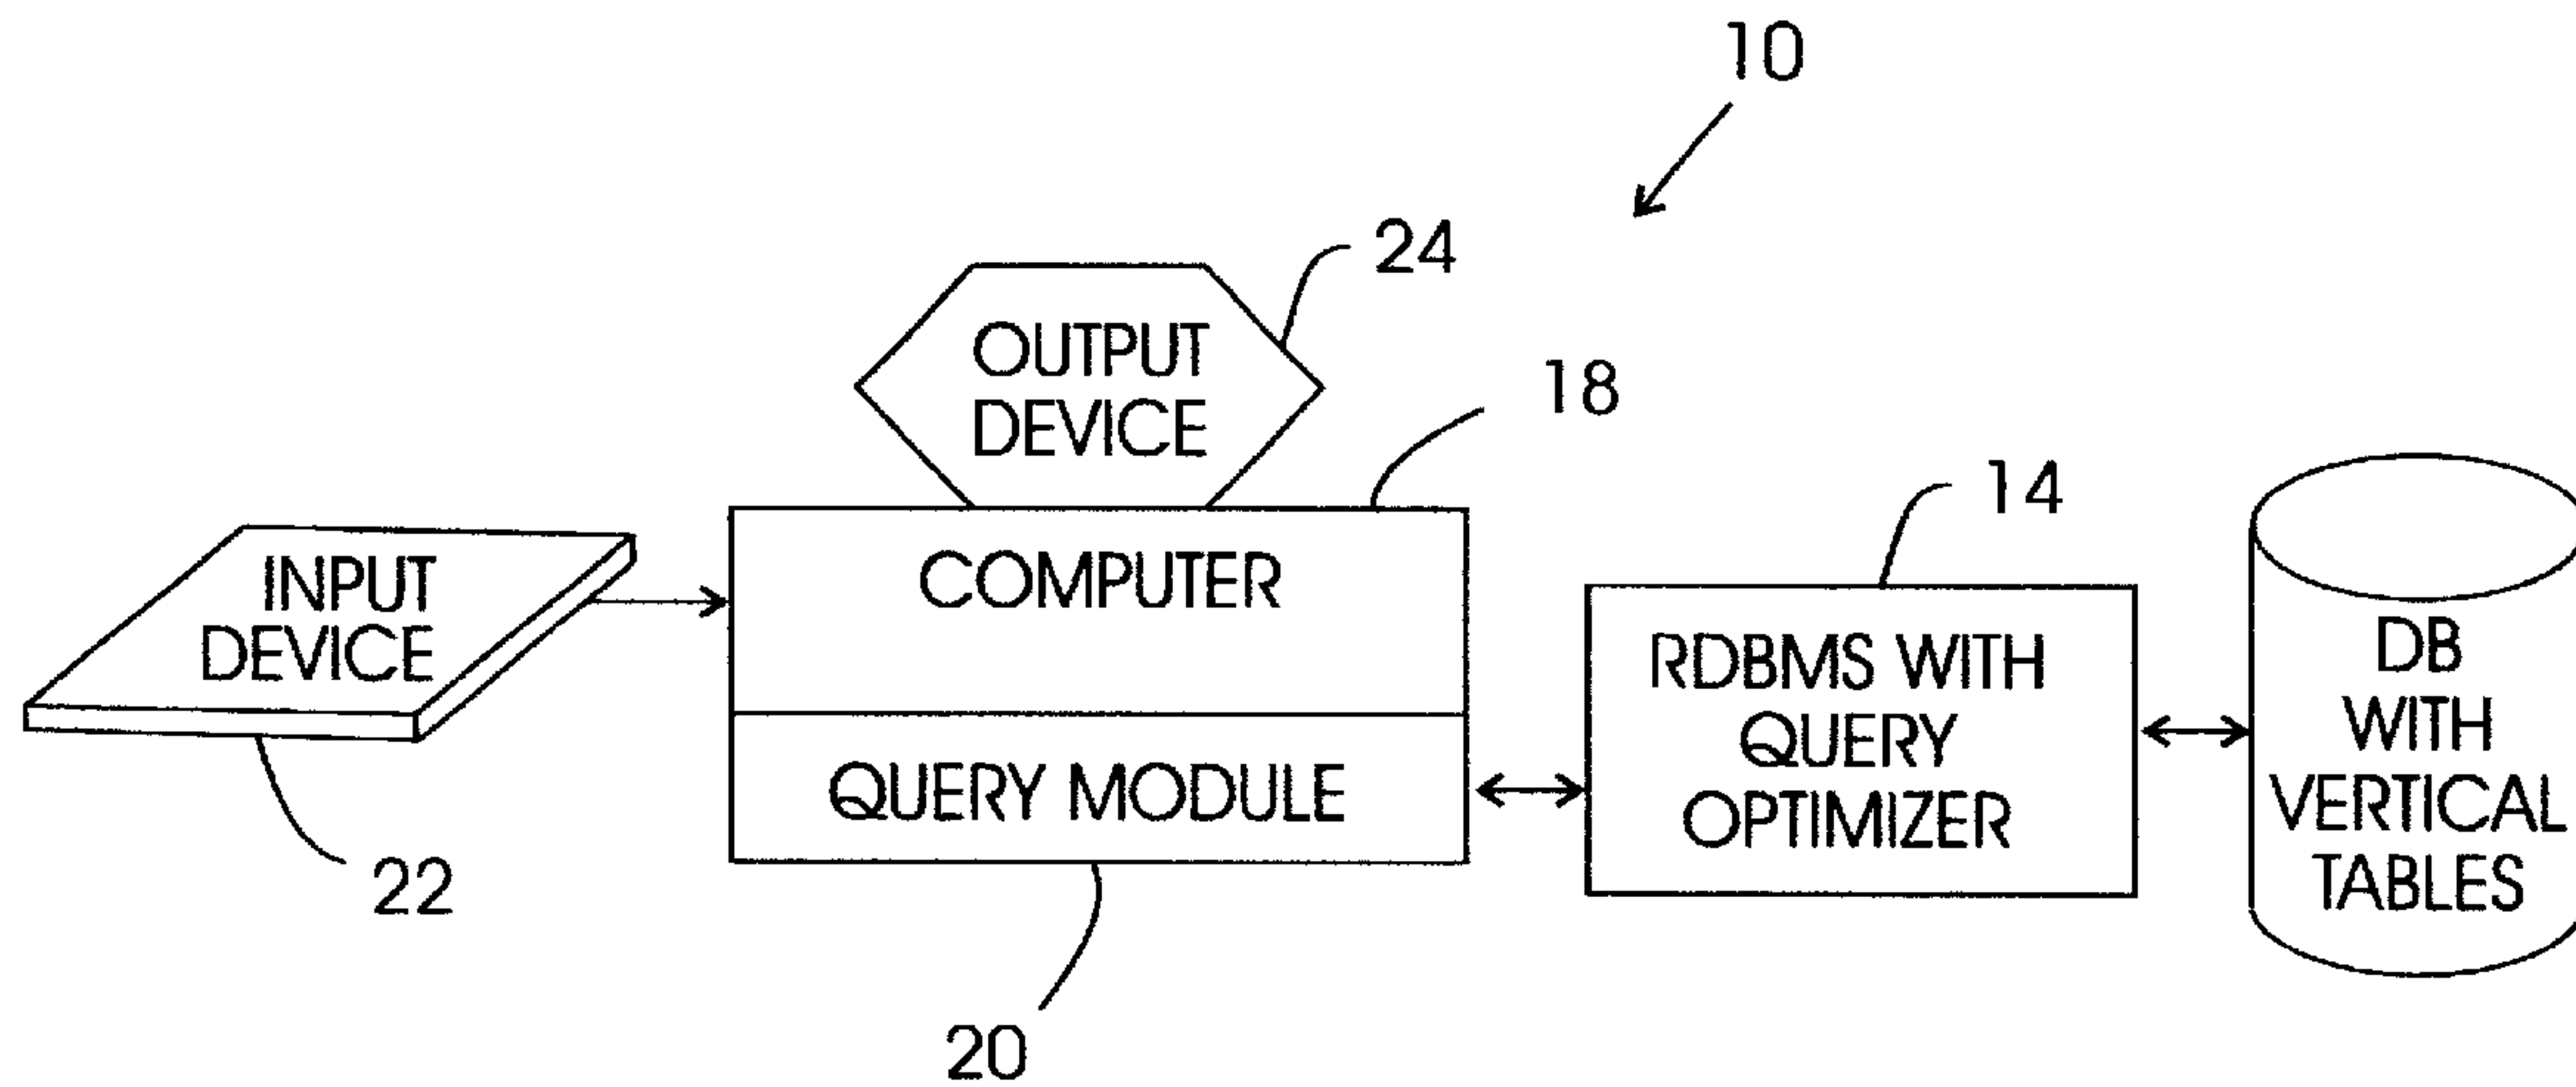 10
24
OUTPUT
DEVICE
18
COMPUTER
INPUT
DEVICE
22
QUERY MODULE
20
14
RDBMS WITH
QUERY
OPTIMIZER
DB
WITH
VERTICAL
TABLES